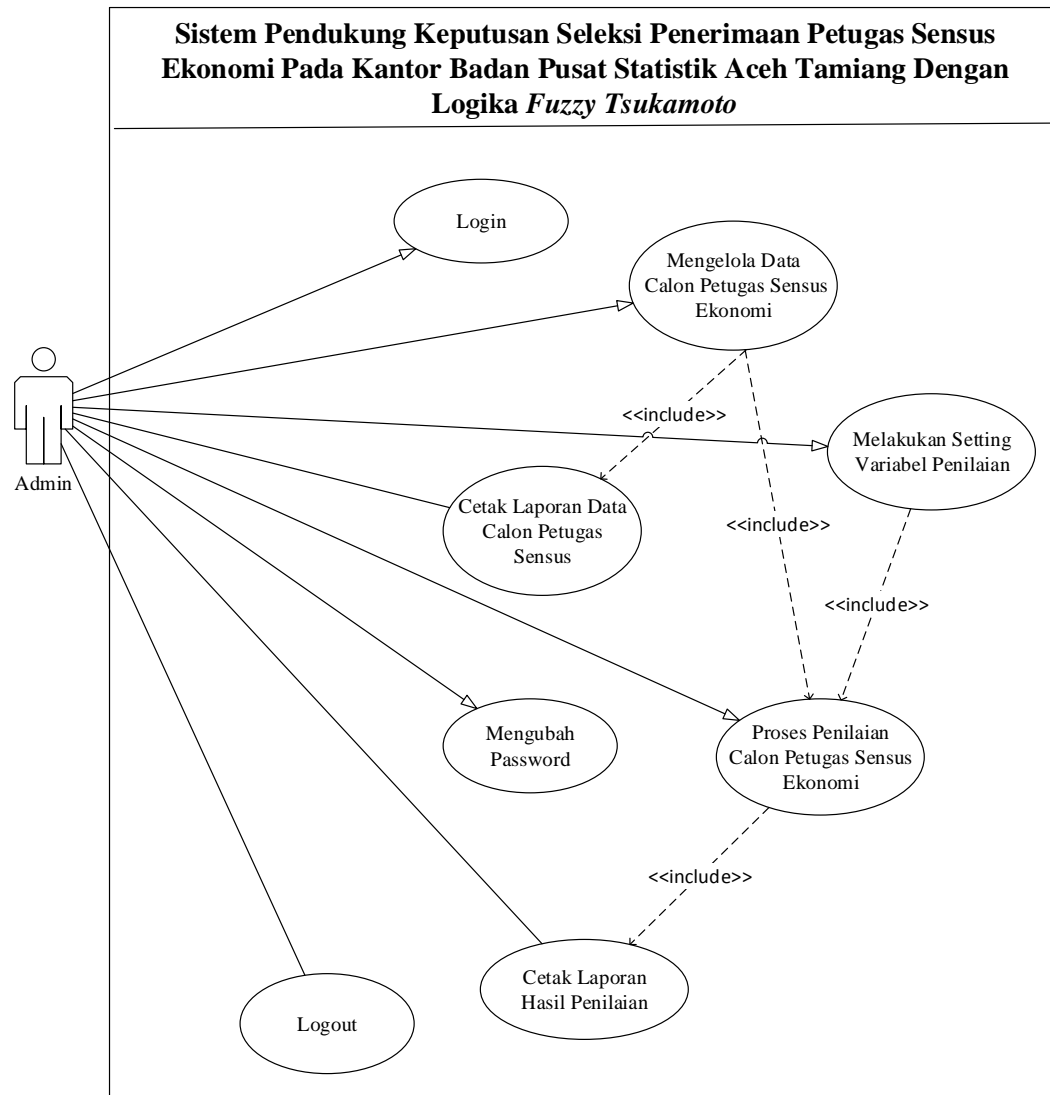 Sistem Pendukung Keputusan Seleksi Penerimaan Petugas Sensus
Ekonomi Pada Kantor Badan Pusat Statistik Aceh Tamiang Dengan
Logika Fuzzy Tsukamoto
Login
Mengelola Data
Calon Petugas Sensus
Ekonomi
<<include>>
Melakukan Setting
Variabel Penilaian
Admin
Cetak Laporan Data
Calon Petugas
Sensus
<<include>>
<<include>>
Mengubah
Password
Proses Penilaian
Calon Petugas Sensus
Ekonomi
<<include>>
Cetak Laporan
Hasil Penilaian
Logout